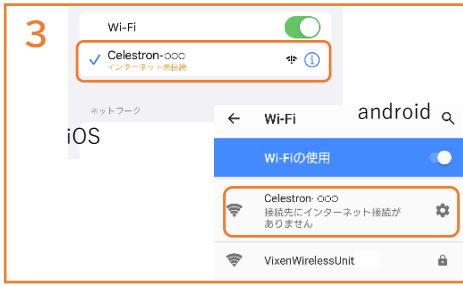 3
Wi-Fi
Celestron-○○○
インターネット未接続
ネットワーク
iOS
android
Wi-Fi
Wi-Fiの使用
Celestron- ○○○
接続先にインターネット接続が
ありません
VixenWirelessUnit